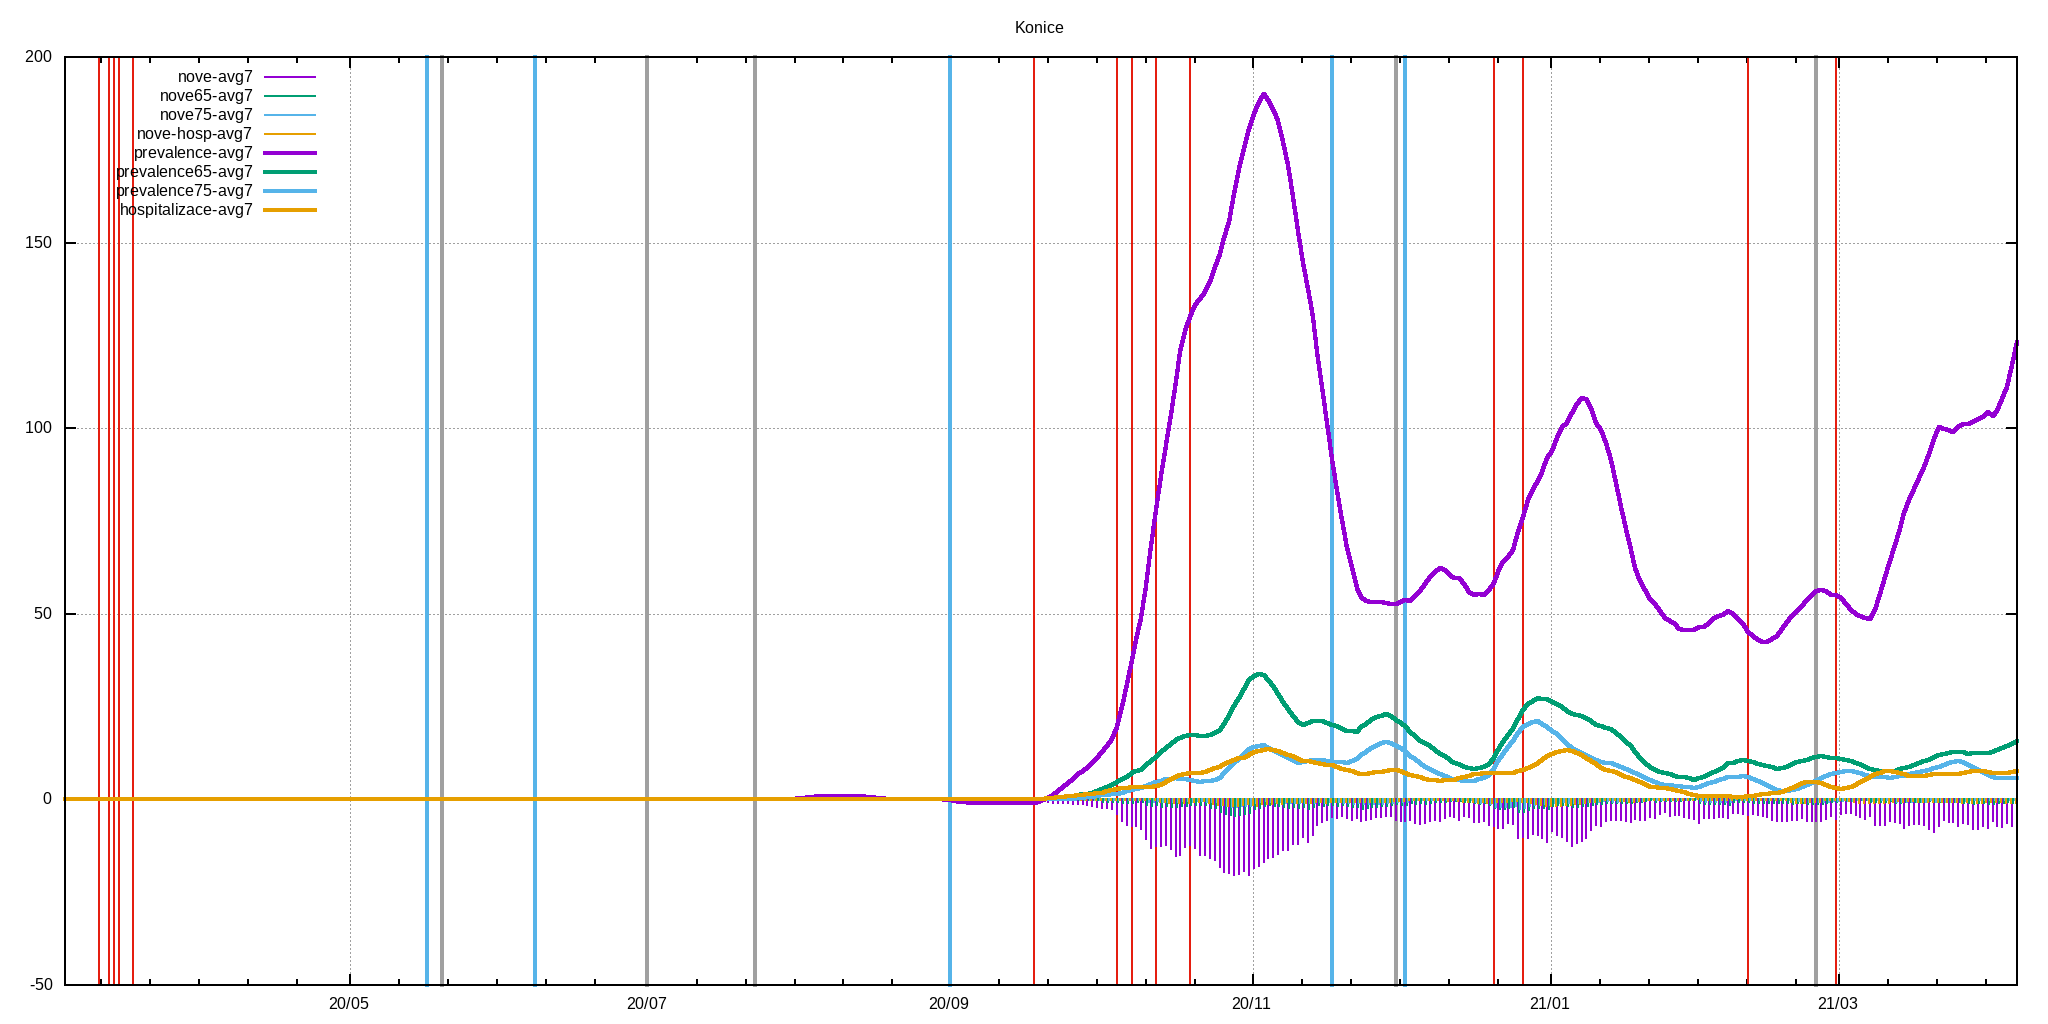 Konice
200
150
100
50
0
-50
nove-avg7
nove65-avg7
nove75-avg7
nove-hosp-avg7
prevalence-avg7
prevalence65-avg7
prevalence75-avg7
hospitalizace-avg7
20/05 20/07 20/09 20/11 21/01 21/03